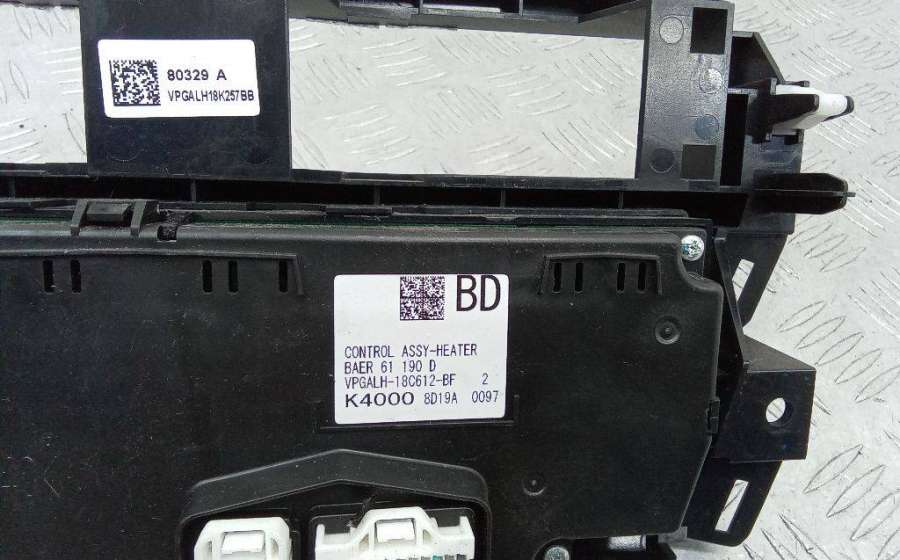 80329 A
VPGALH18K257BB
BD
CONTROL ASSY-HEATER
BAER 61 190 D
VPGALH-18C612-BF 2
K4000 8D19A 0097